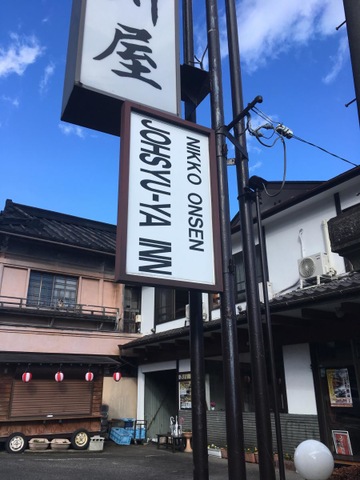 屋
NIKKO ONSEN
JOHSYU-YA INN